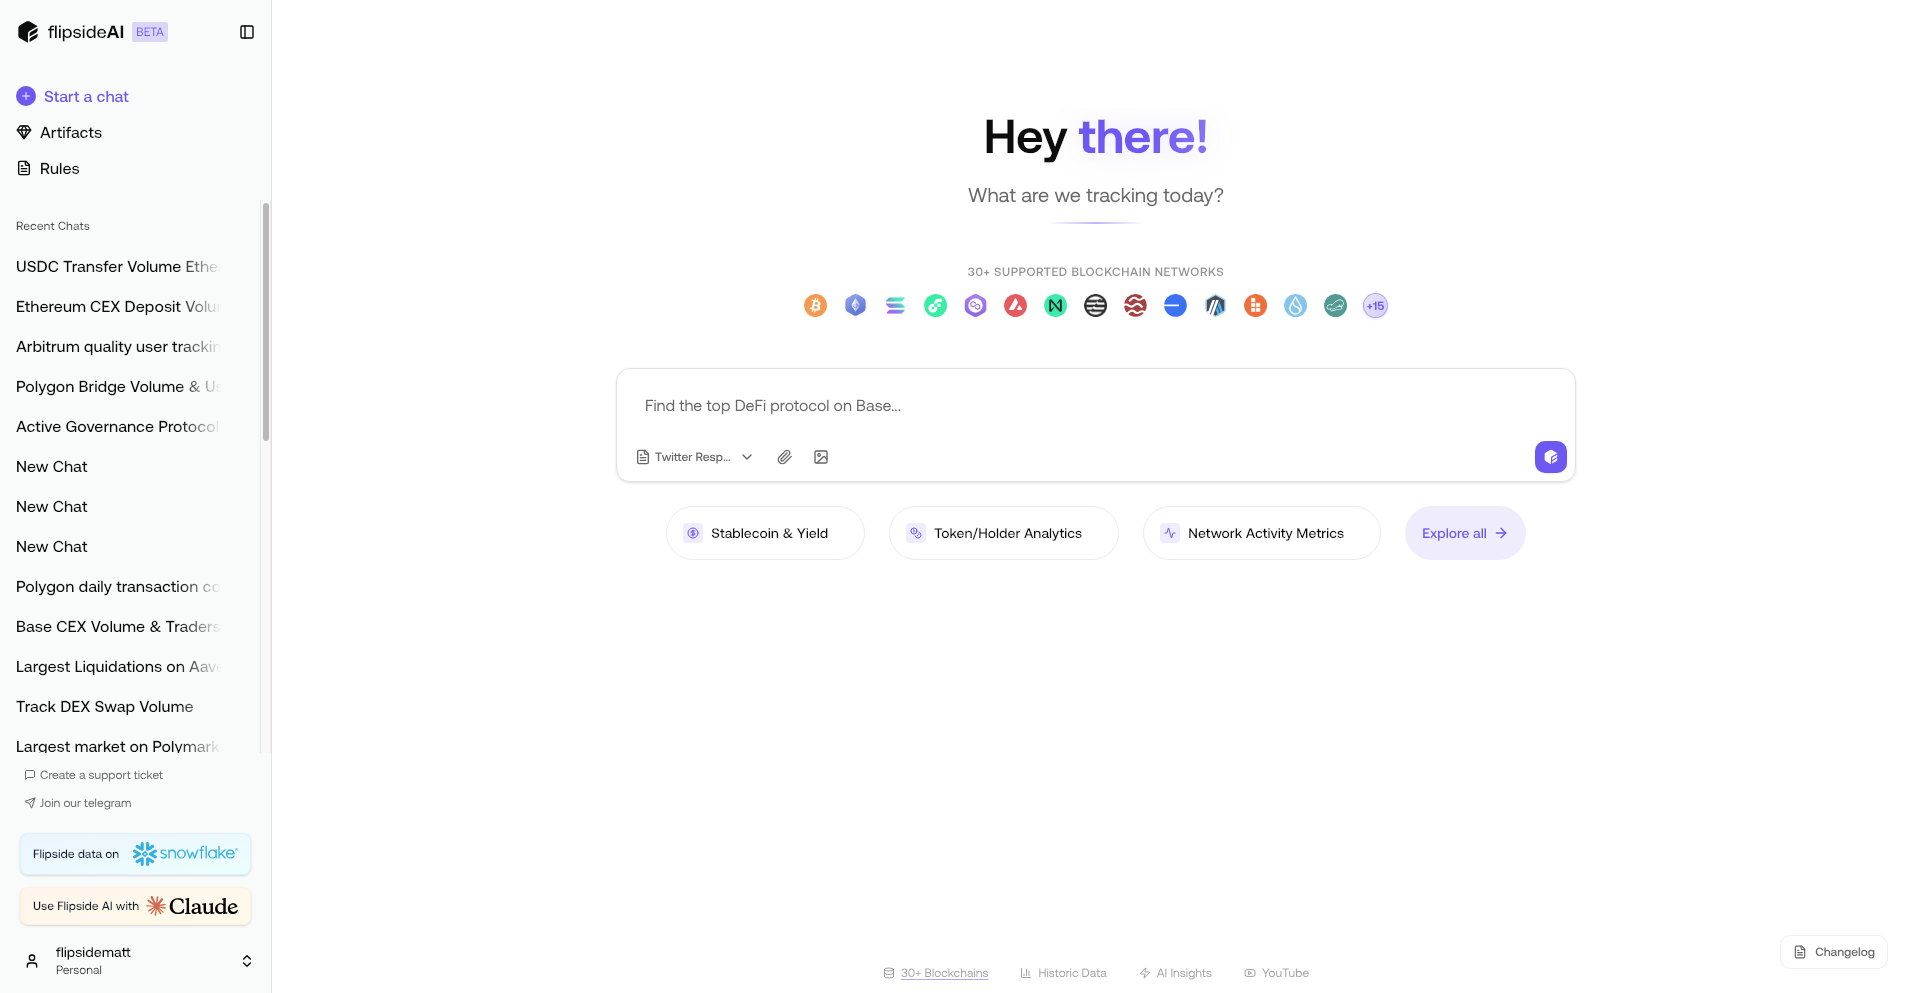 flipsideAI BETA
Start a chat
Artifacts
Rules
Recent Chats
USDC Transfer Volume Ethe
Ethereum CEX Deposit Volu
Arbitrum quality user trackin
Polygon Bridge Volume & Us
Active Governance Protocol
New Chat
New Chat
New Chat
Polygon daily transaction co
Base CEX Volume & Traders
Largest Liquidations on Aave
Track DEX Swap Volume
Largest market on Polymark
Create a support ticket
Join our telegram
Flipside data on snowflake
Use Flipside AI with Claude
flipsidematt
Personal
Hey there!
What are we tracking today?
30+ SUPPORTED BLOCKCHAIN NETWORKS
+15
Find the top DeFi protocol on Base...
Twitter Resp...
Stablecoin & Yield
Token/Holder Analytics
Network Activity Metrics
Explore all
Changelog
30+ Blockchains
Historic Data
AI Insights
YouTube